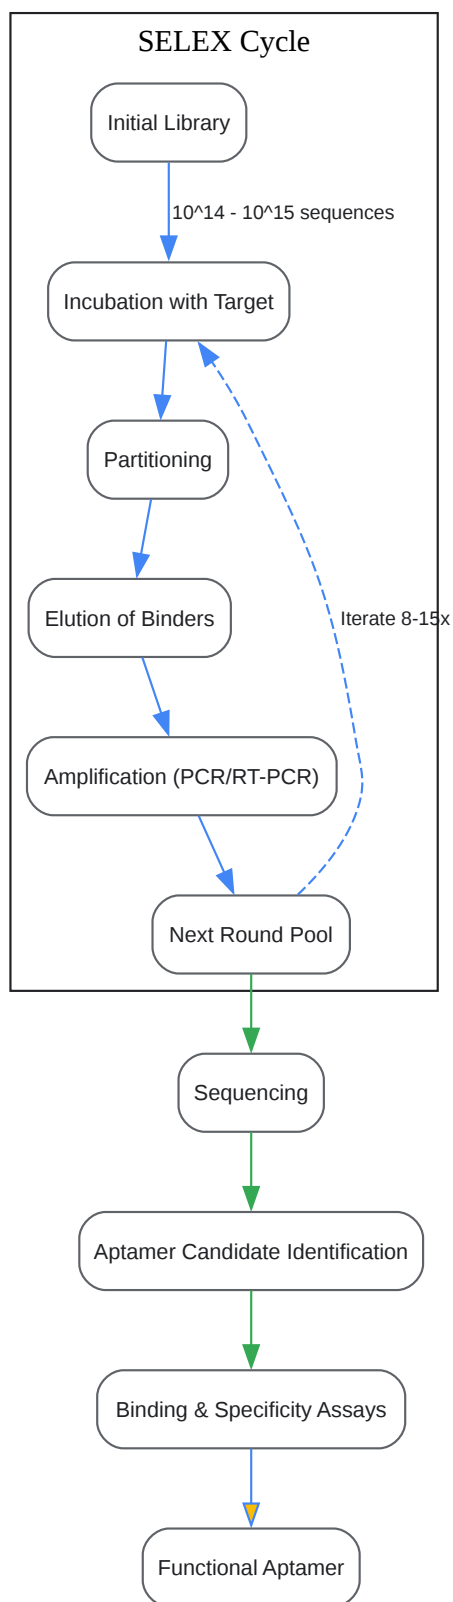 SELEX Cycle
Initial Library
10^14 - 10^15 sequences
Incubation with Target
Partitioning
Elution of Binders
Iterate 8-15x
Amplification (PCR/RT-PCR)
Next Round Pool
Sequencing
Aptamer Candidate Identification
Binding & Specificity Assays
Functional Aptamer